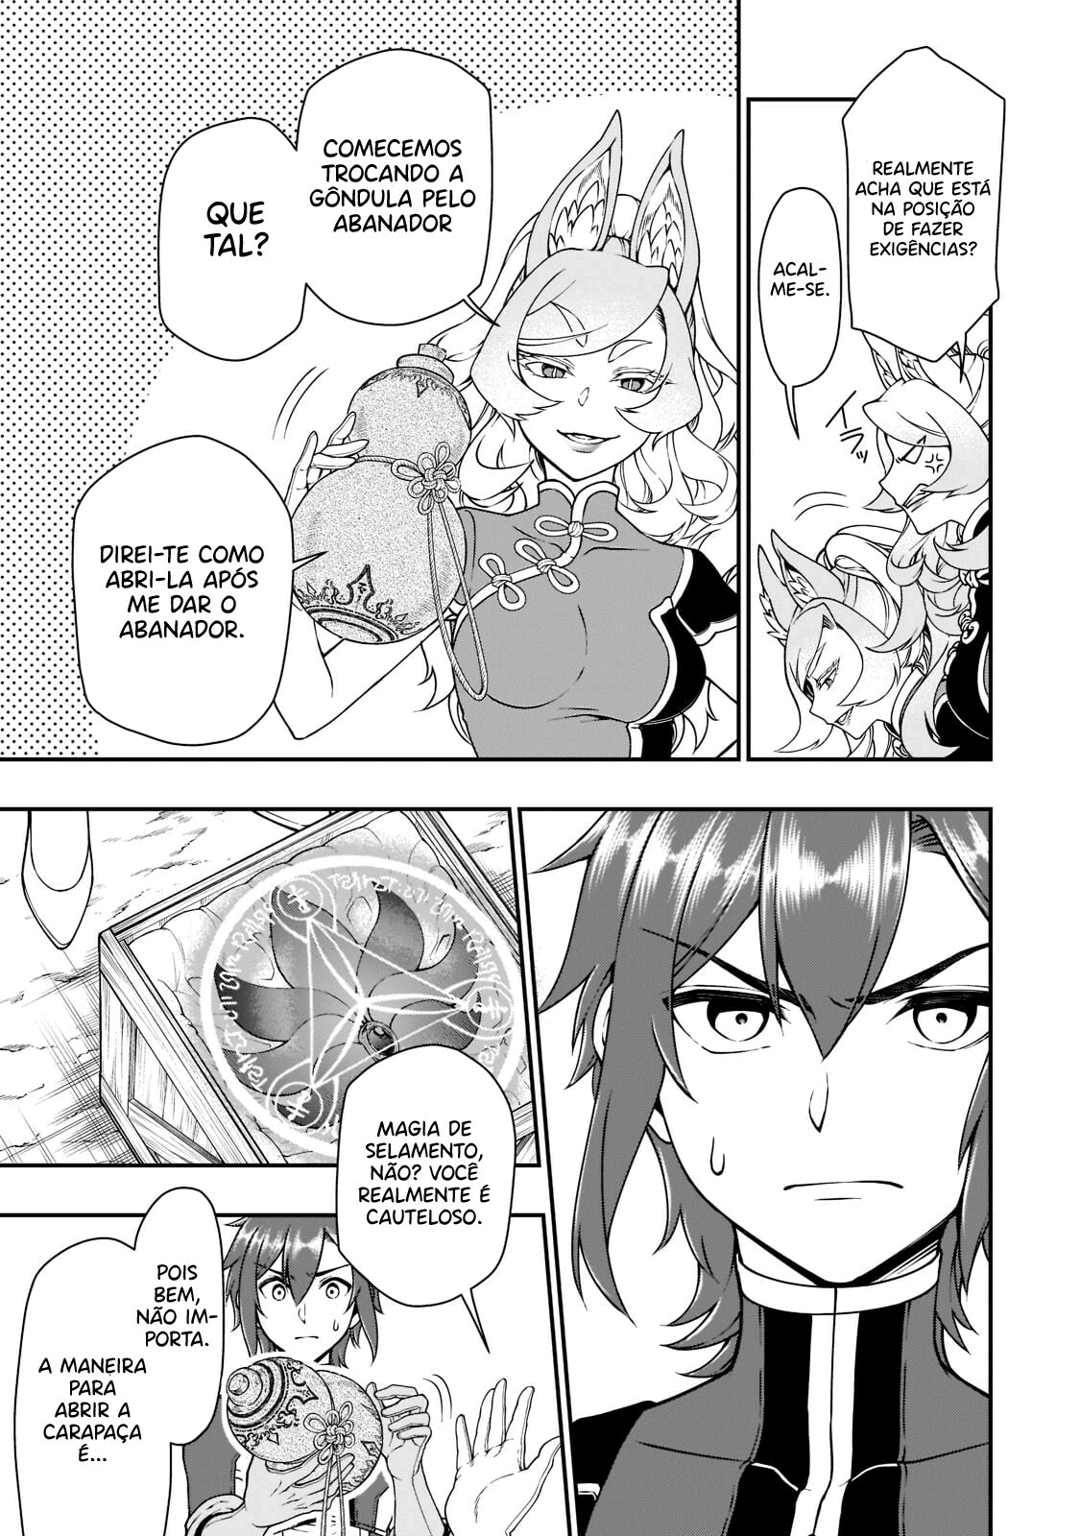 REALMENTE
ACHA QUE ESTÁ
NA POSIÇÃO
DE FAZER
EXIGÊNCIAS?
ACAL-
ME-SE.
COMECEMOS
TROCANDO A
GÔNDULA PELO
ABANADOR
QUE
TAL?
DIREI-TE COMO
ABRI-LA APÓS
ME DAR O
ABANADOR.
MAGIA DE
SELAMENTO,
NÃO? VOCÊ
REALMENTE É
CAUTELOSO.
POIS
BEM,
NÃO IM-
PORTA.
A MANEIRA
PARA
ABRIR A
CARAPAÇA
É...